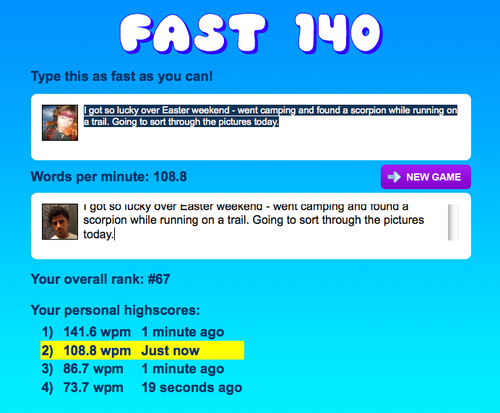 FAST 140
Type this as fast as you can!
I got so lucky over Easter weekend - went camping and found a scorpion while running on
a trail. Going to sort through the pictures today.
Words per minute: 108.8
NEW GAME
I got so lucky over Easter weekend - went camping and found a
scorpion while running on a trail. Going to sort through the pictures
today.
Your overall rank: #67
Your personal highscores:
1) 141.6 wpm 1 minute ago
2) 108.8 wpm Just now
3) 86.7 wpm 1 minute ago
4) 73.7 wpm 19 seconds ago